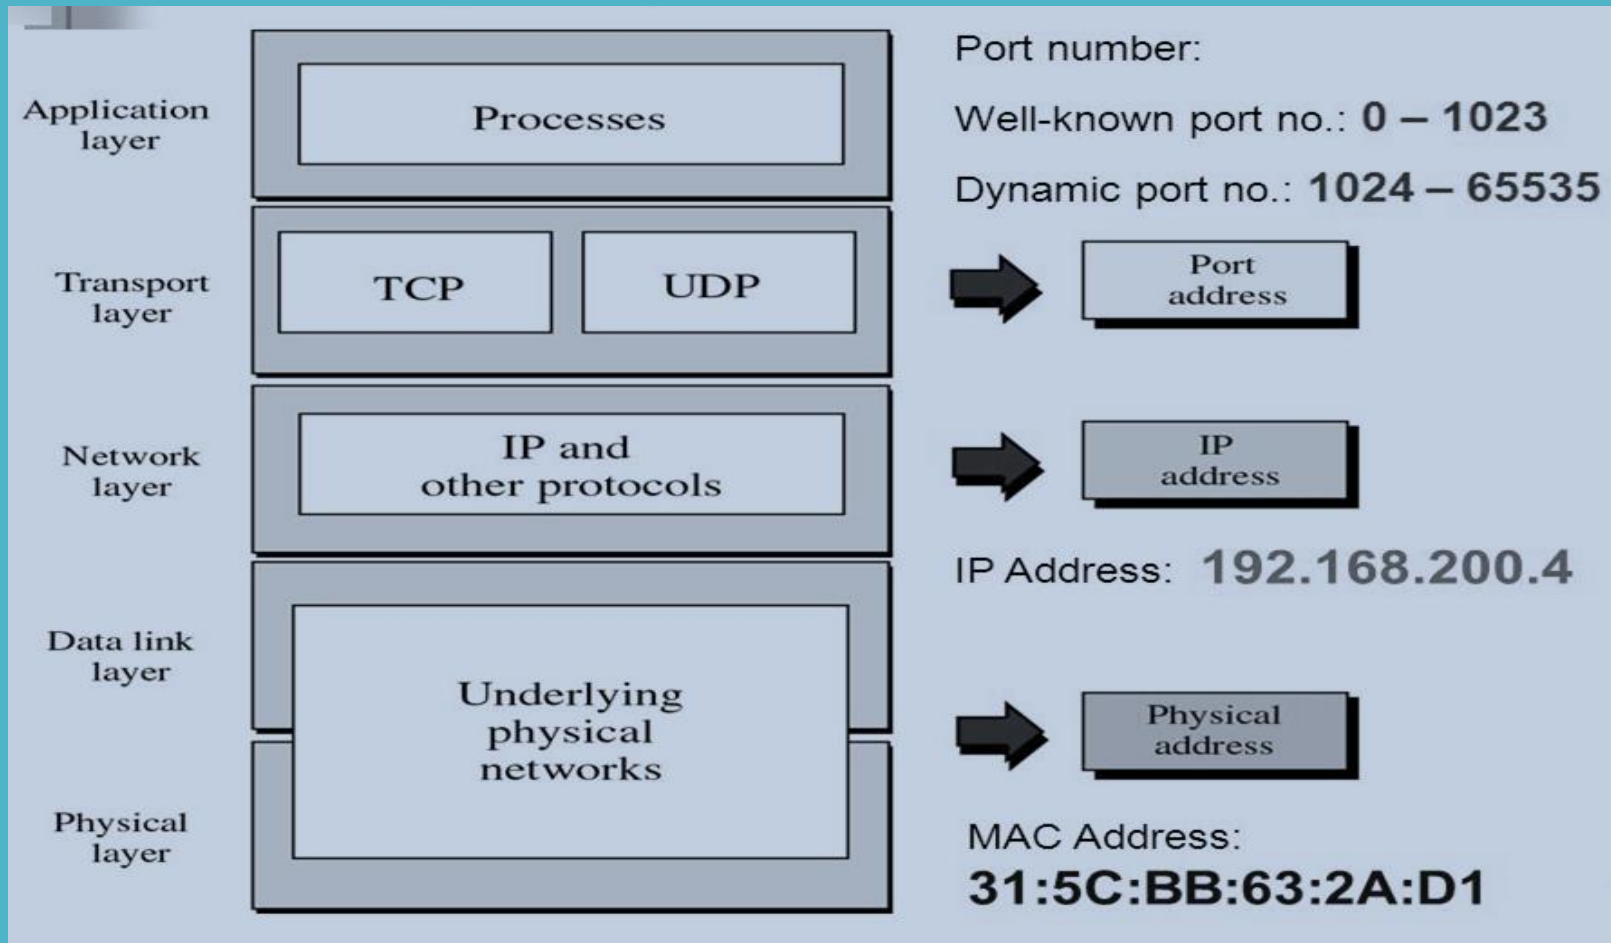 Application
layer
Processes
Port number:
Well-known port no.: 0 – 1023
Dynamic port no.: 1024 – 65535
Transport
layer
TCP
UDP
Port
address
Network
layer
IP and
other protocols
IP
address
IP Address: 192.168.200.4
Data link
layer
Underlying
physical
networks
Physical
address
Physical
layer
MAC Address:
31:5C:BB:63:2A:D1